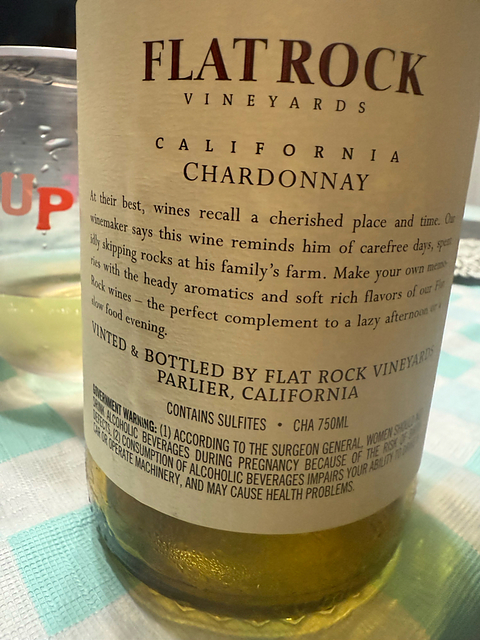 FLAT ROCK
VINEYARDS
CALIFORNIA
CHARDONNAY
At their best, wines recall a cherished place and time. Our
winemaker says this wine reminds him of carefree days, spent
idly skipping rocks at his family's farm. Make your own memo-
ries with the heady aromatics and soft rich flavors of our Flat
Rock wines – the perfect complement to a lazy afternoon, or a
slow food evening.
VINTED & BOTTLED BY FLAT ROCK VINEYARDS
PARLIER, CALIFORNIA
CONTAINS SULFITES • CHA 750ML
GOVERNMENT WARNING: (1) ACCORDING TO THE SURGEON GENERAL, WOMEN SHOULD NOT
DRINK ALCOHOLIC BEVERAGES DURING PREGNANCY BECAUSE OF THE RISK OF BIRTH
DEFECTS. (2) CONSUMPTION OF ALCOHOLIC BEVERAGES IMPAIRS YOUR ABILITY TO DRIVE A
CAR OR OPERATE MACHINERY, AND MAY CAUSE HEALTH PROBLEMS.
UP